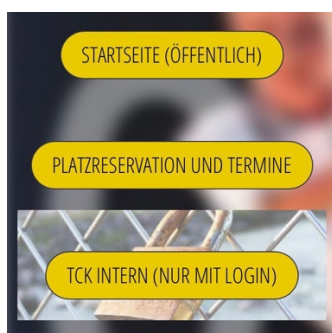 STARTSEITE (ÖFFENTLICH)
PLATZRESERVATION UND TERMINE
TCK INTERN (NUR MIT LOGIN)